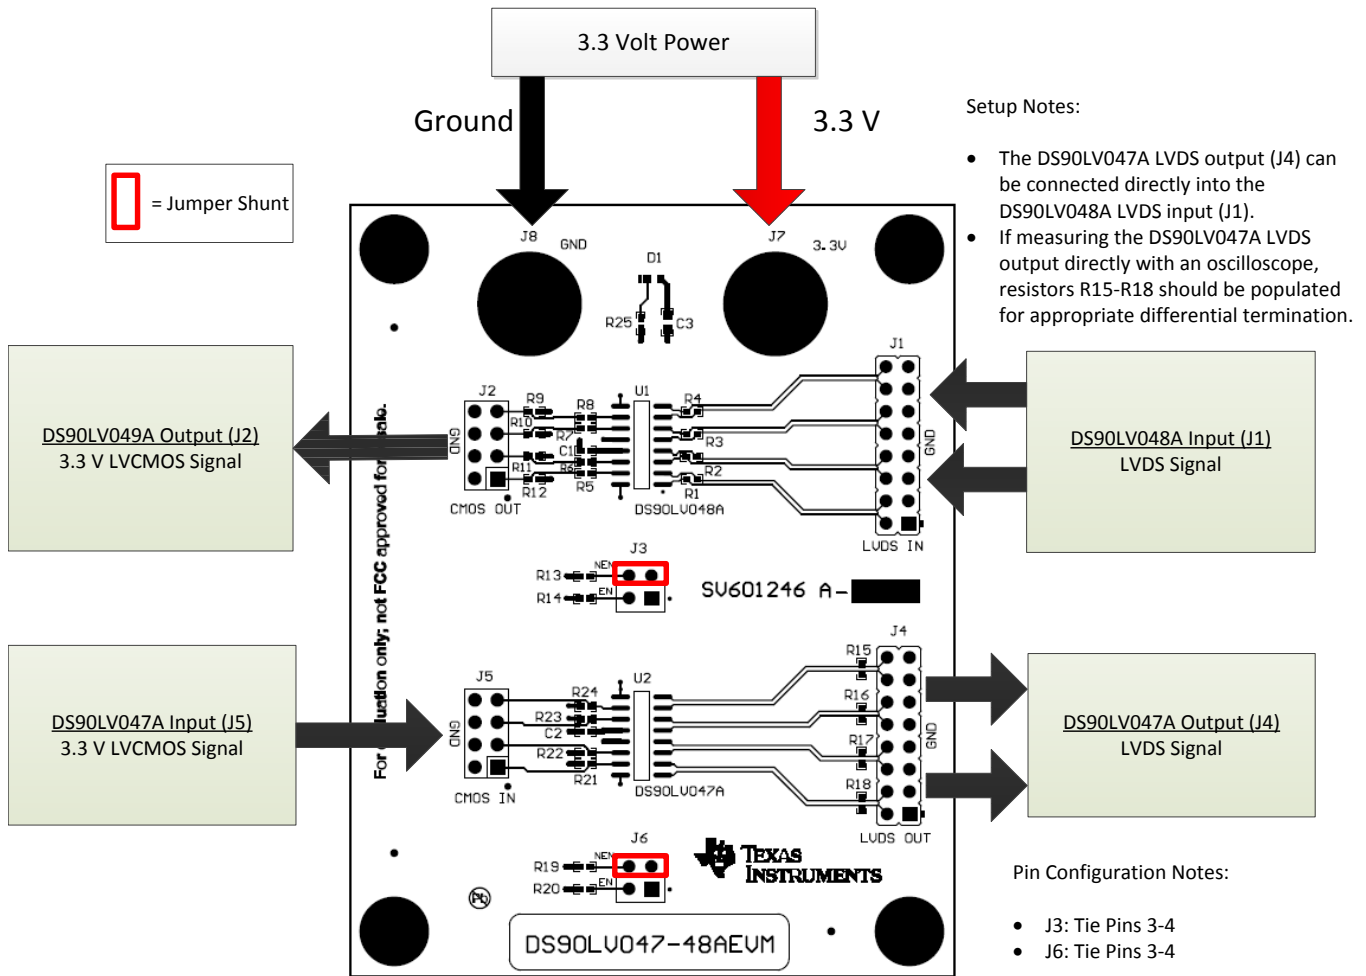 3.3 Volt Power
Ground
3.3 V
= Jumper Shunt
Setup Notes:
• The DS90LV047A LVDS output (J4) can
be connected directly into the
DS90LV048A LVDS input (J1).
• If measuring the DS90LV047A LVDS
output directly with an oscilloscope,
resistors R15-R18 should be populated
for appropriate differential termination.
J8
GND
J7
3.3V
D1
R25
C3
J1
DS90LV049A Output (J2)
3.3 V LVCMOS Signal
J2
R9
R8
U1
R4
R10
R7
R3
GND
C1
R11
R6
R2
R12
R5
R1
CMOS OUT
DS90LV048A
GND
LVDS IN
DS90LV048A Input (J1)
LVDS Signal
J3
R13
NEN
R14
EN
SV601246 A-
DS90LV047A Input (J5)
3.3 V LVCMOS Signal
J5
R24
U2
R23
GND
C2
R22
R21
CMOS IN
DS90LV047A
J4
R15
R16
R17
GND
R18
LVDS OUT
DS90LV047A Output (J4)
LVDS Signal
J6
R19
NEN
R20
EN
TEXAS
INSTRUMENTS
Pb
DS90LV047-48AEVM
Pin Configuration Notes:
• J3: Tie Pins 3-4
• J6: Tie Pins 3-4
only; not FCC approved for